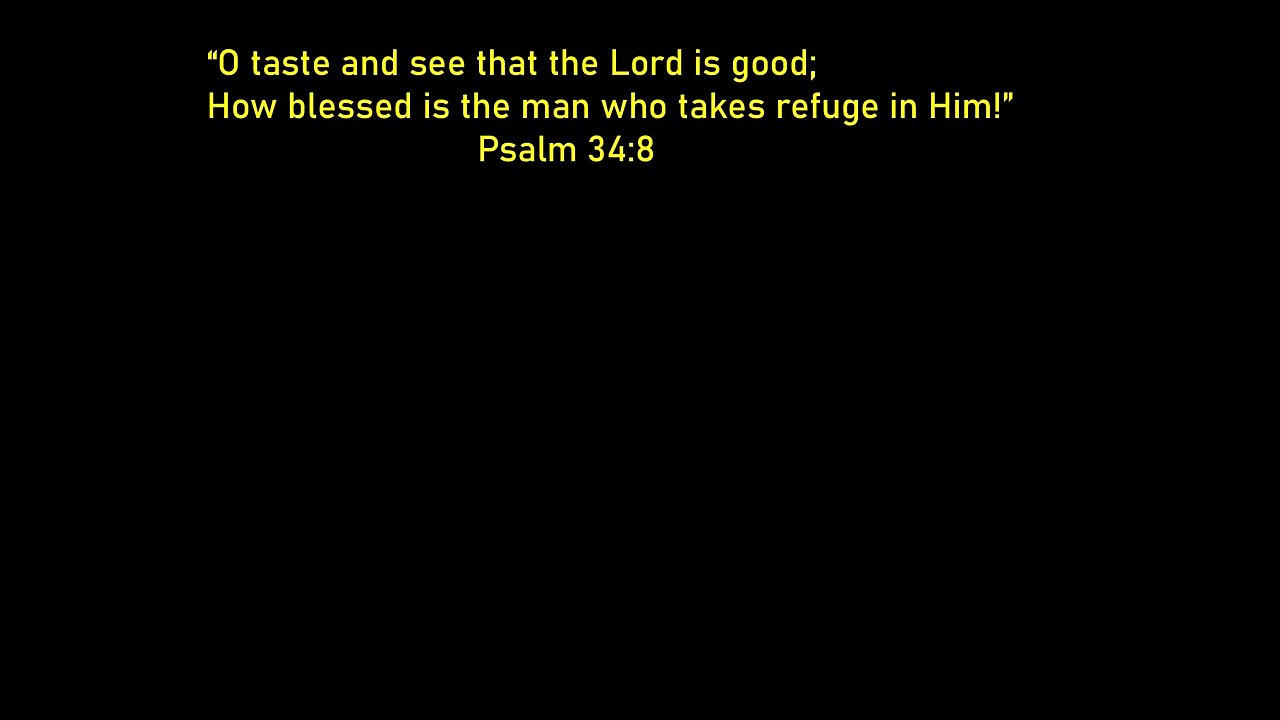 “O taste and see that the Lord is good;
How blessed is the man who takes refuge in Him!”
Psalm 34:8